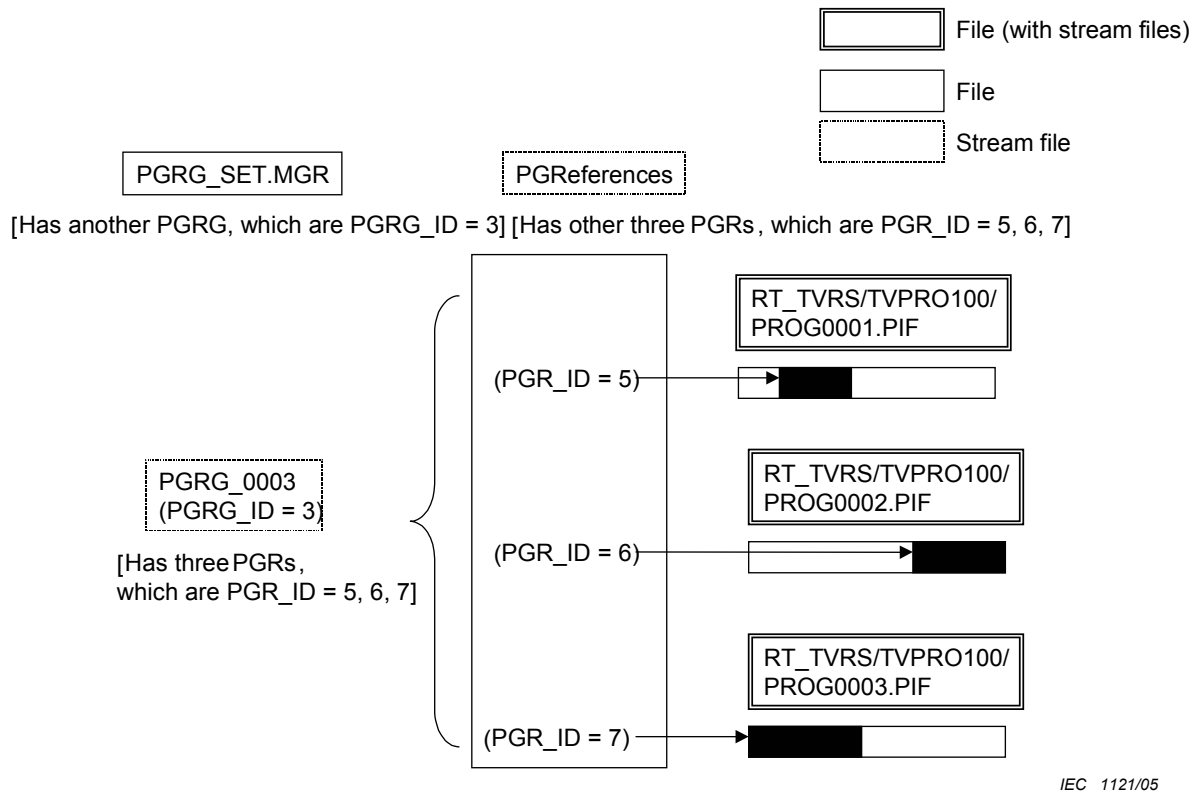 File (with stream files)
File
Stream file
PGRG_SET.MGR
PGReferences
[Has another PGRG, which are PGRG_ID = 3] [Has other three PGRs, which are PGR_ID = 5, 6, 7]
RT_TVRS/TVPRO100/
PROG0001.PIF
(PGR_ID = 5)
PGRG_0003
(PGRG_ID = 3)
[Has three PGRs,
which are PGR_ID = 5, 6, 7]
RT_TVRS/TVPRO100/
PROG0002.PIF
(PGR_ID = 6)
RT_TVRS/TVPRO100/
PROG0003.PIF
(PGR_ID = 7)
IEC 1121/05